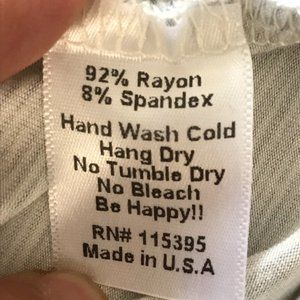 92% Rayon
8% Spandex
Hand Wash Cold
Hang Dry
No Tumble Dry
No Bleach
Be Happy!!
RN# 115395
Made in U.S.A